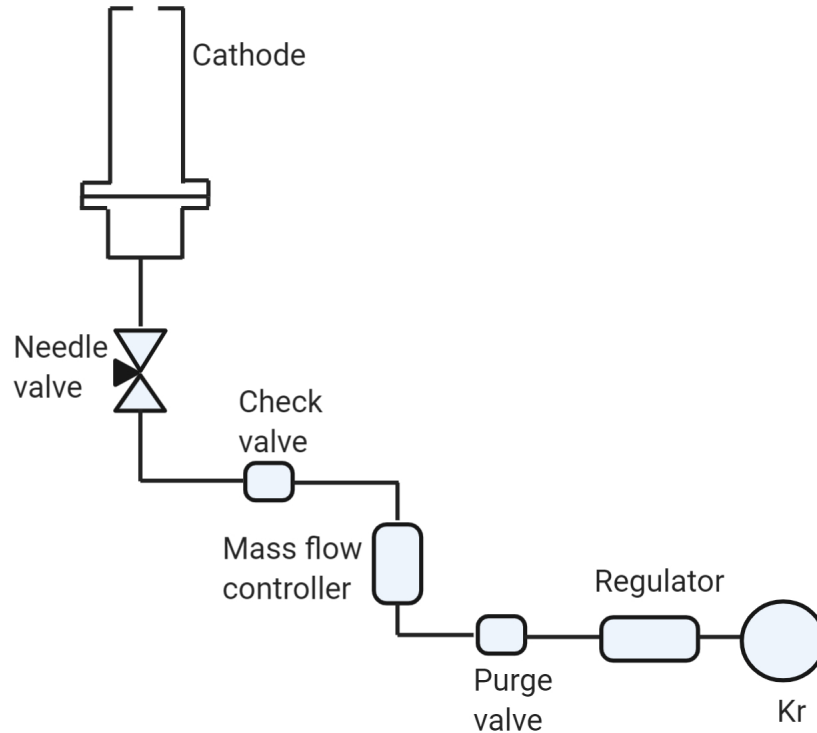 Cathode
Needle
valve
Check
valve
Mass flow
controller
Regulator
Purge
valve
Kr